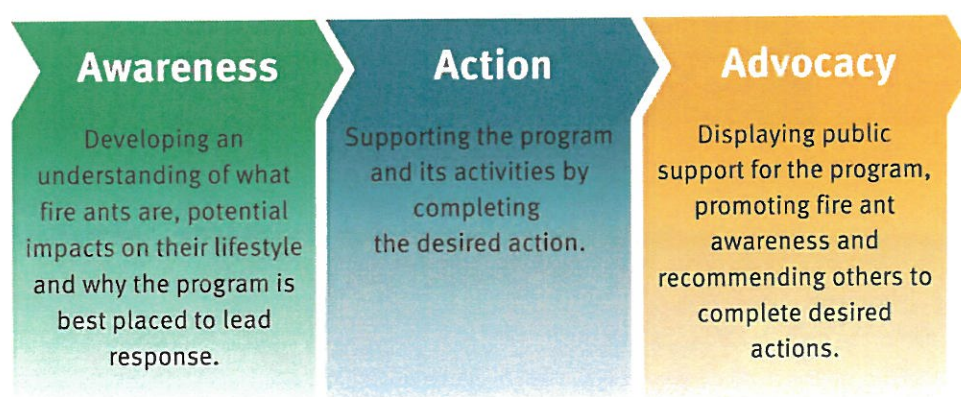 Awareness
Developing an
understanding of what
fire ants are, potential
impacts on their lifestyle
and why the program is
best placed to lead
response.
Action
Supporting the program
and its activities by
completing
the desired action.
Advocacy
Displaying public
support for the program,
promoting fire ant
awareness and
recommending others to
complete desired
actions.